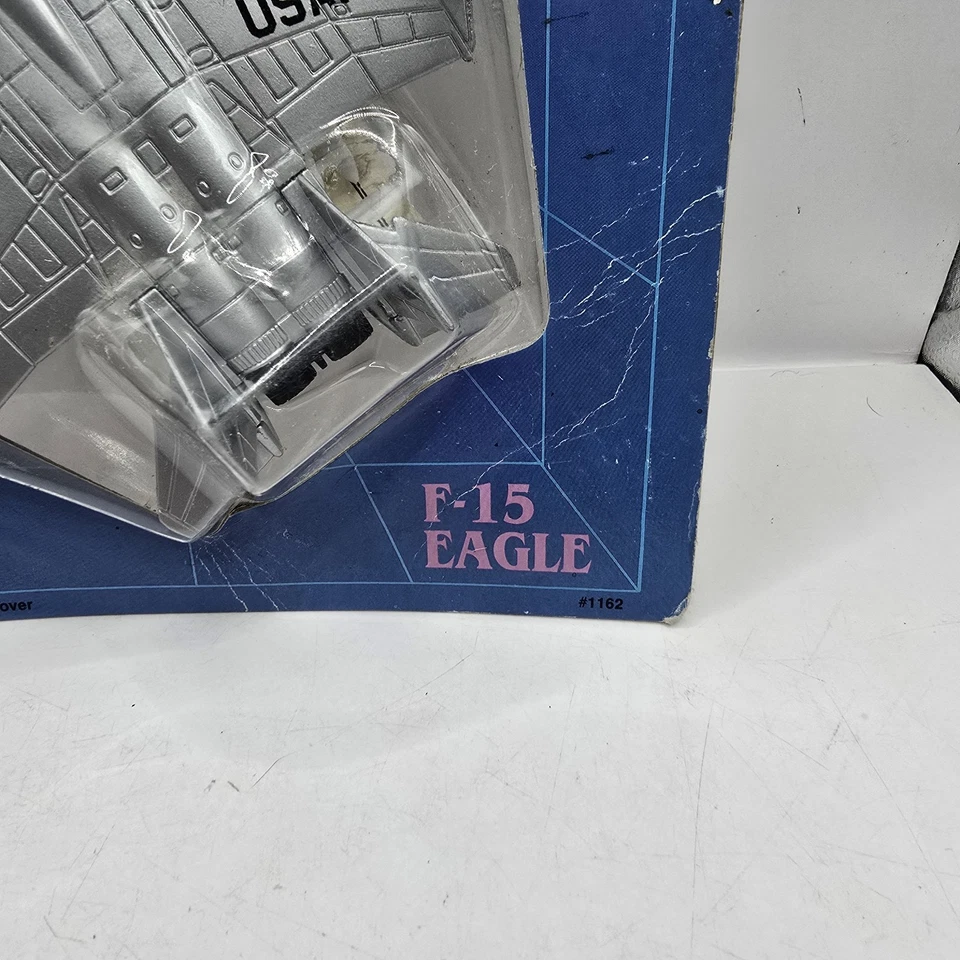 USA
F-15
EAGLE
over
#1162